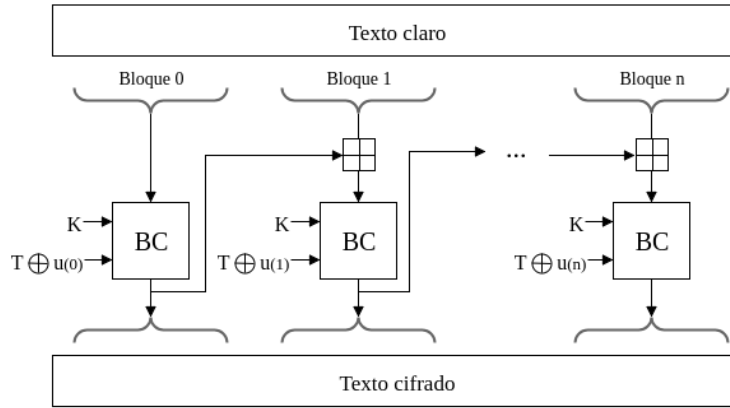 Texto claro
Bloque 0 Bloque 1 Bloque n
...
K K K
BC BC BC
T ⊕ u(0) T ⊕ u(1) T ⊕ u(n)
Texto cifrado